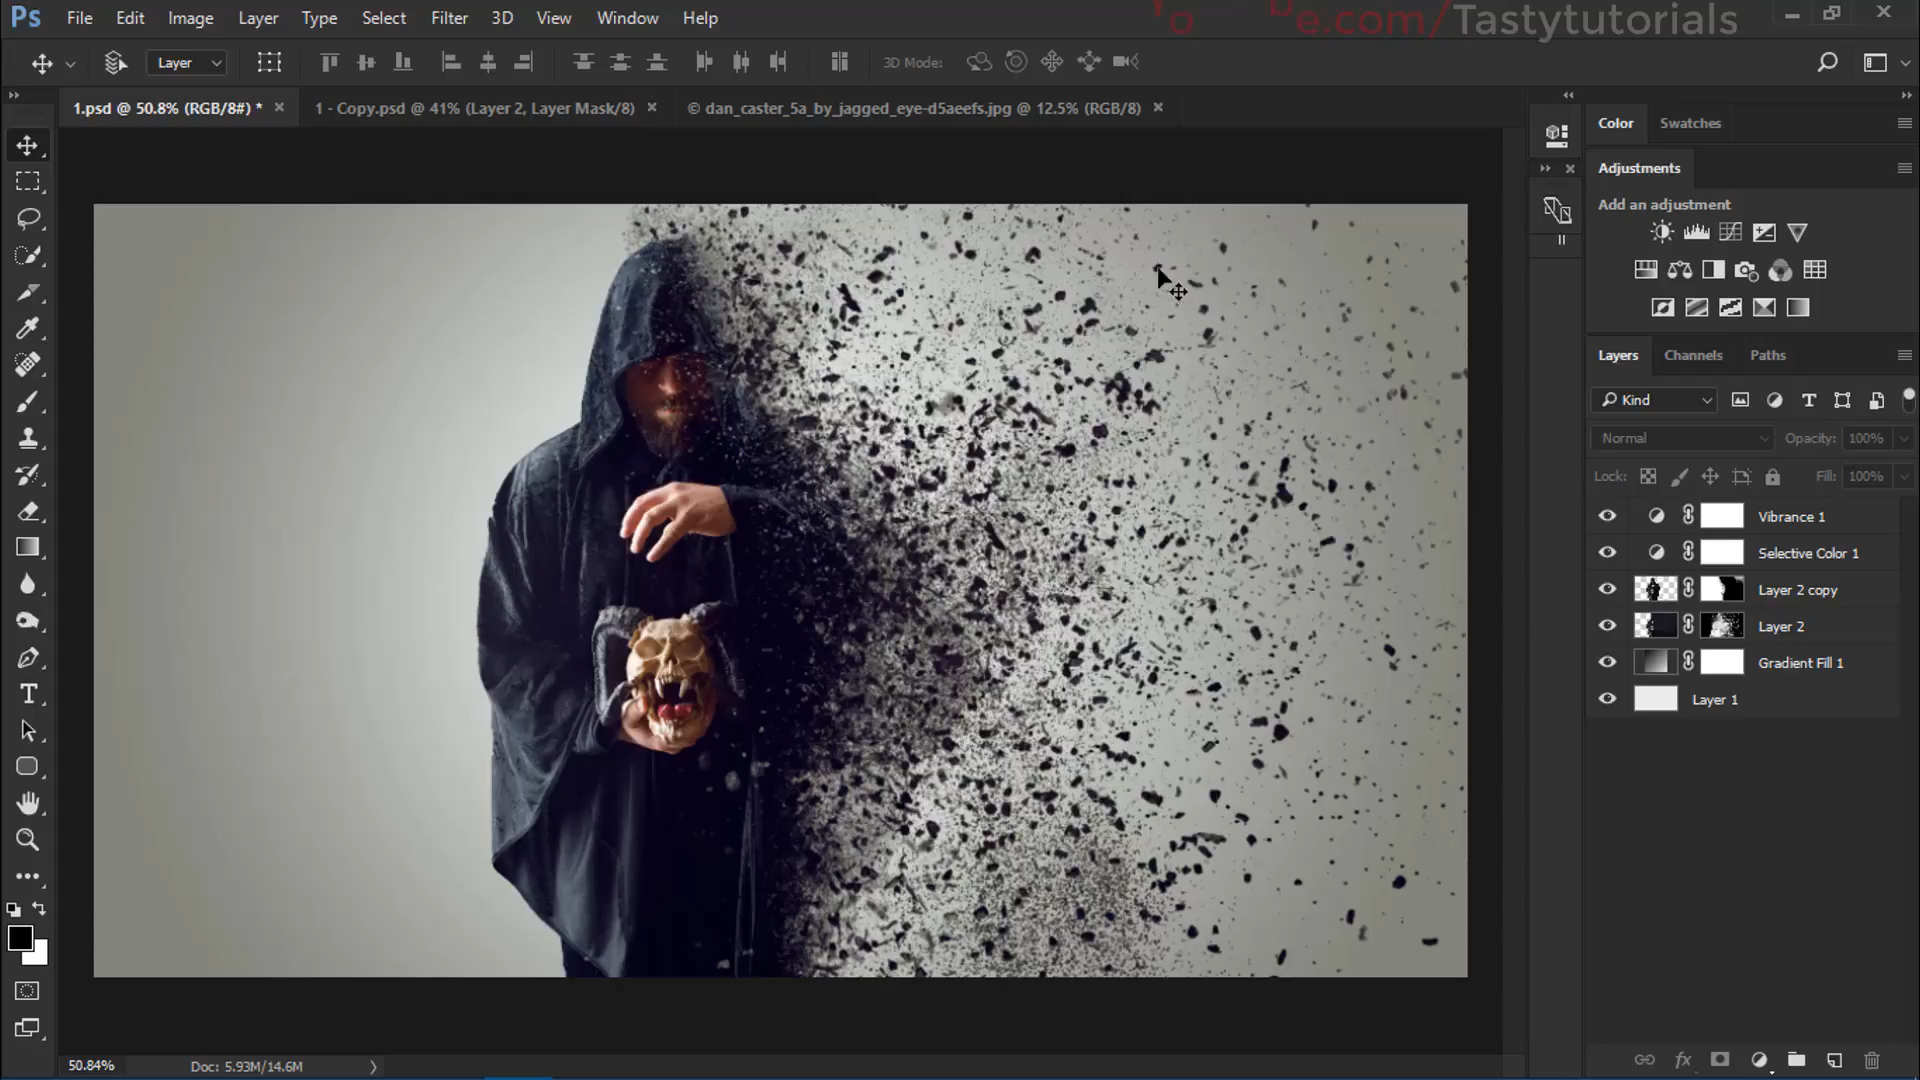 Ps File Edit Image Layer Type Select Filter 3D View Window Help
be.com/Tastytutorials
Layer
3D Mode:
1.psd @ 50.8% (RGB/8#) *
1 - Copy.psd @ 41% (Layer 2, Layer Mask/8)
© dan_caster_5a_by_jagged_eye-d5aeefs.jpg @ 12.5% (RGB/8)
Color Swatches
Adjustments
Add an adjustment
Layers Channels Paths
Kind
Normal Opacity: 100%
Lock: Fill: 100%
Vibrance 1
Selective Color 1
Layer 2 copy
Layer 2
Gradient Fill 1
Layer 1
50.84% Doc: 5.93M/14.6M
fx